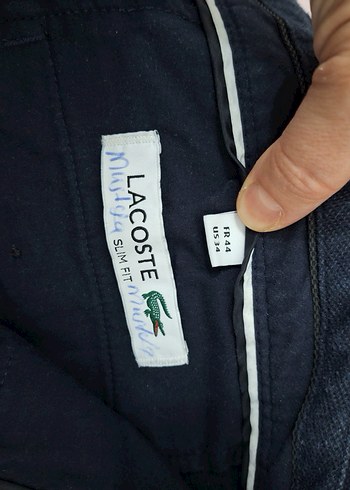 LACOSTE
SLIM FIT
FR 44
US 34